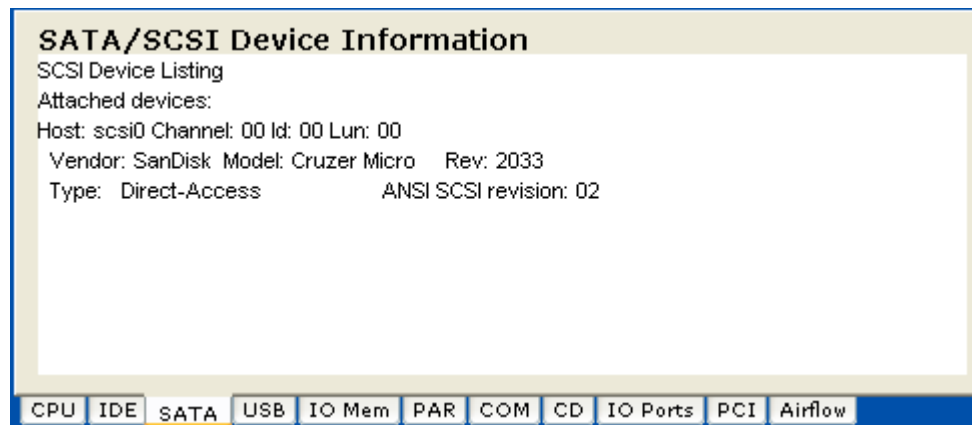 SATA/SCSI Device Information
SCSI Device Listing
Attached devices:
Host: scsi0 Channel: 00 Id: 00 Lun: 00
Vendor: SanDisk Model: Cruzer Micro Rev: 2033
Type: Direct-Access ANSI SCSI revision: 02
CPU IDE SATA USB IO Mem PAR COM CD IO Ports PCI Airflow